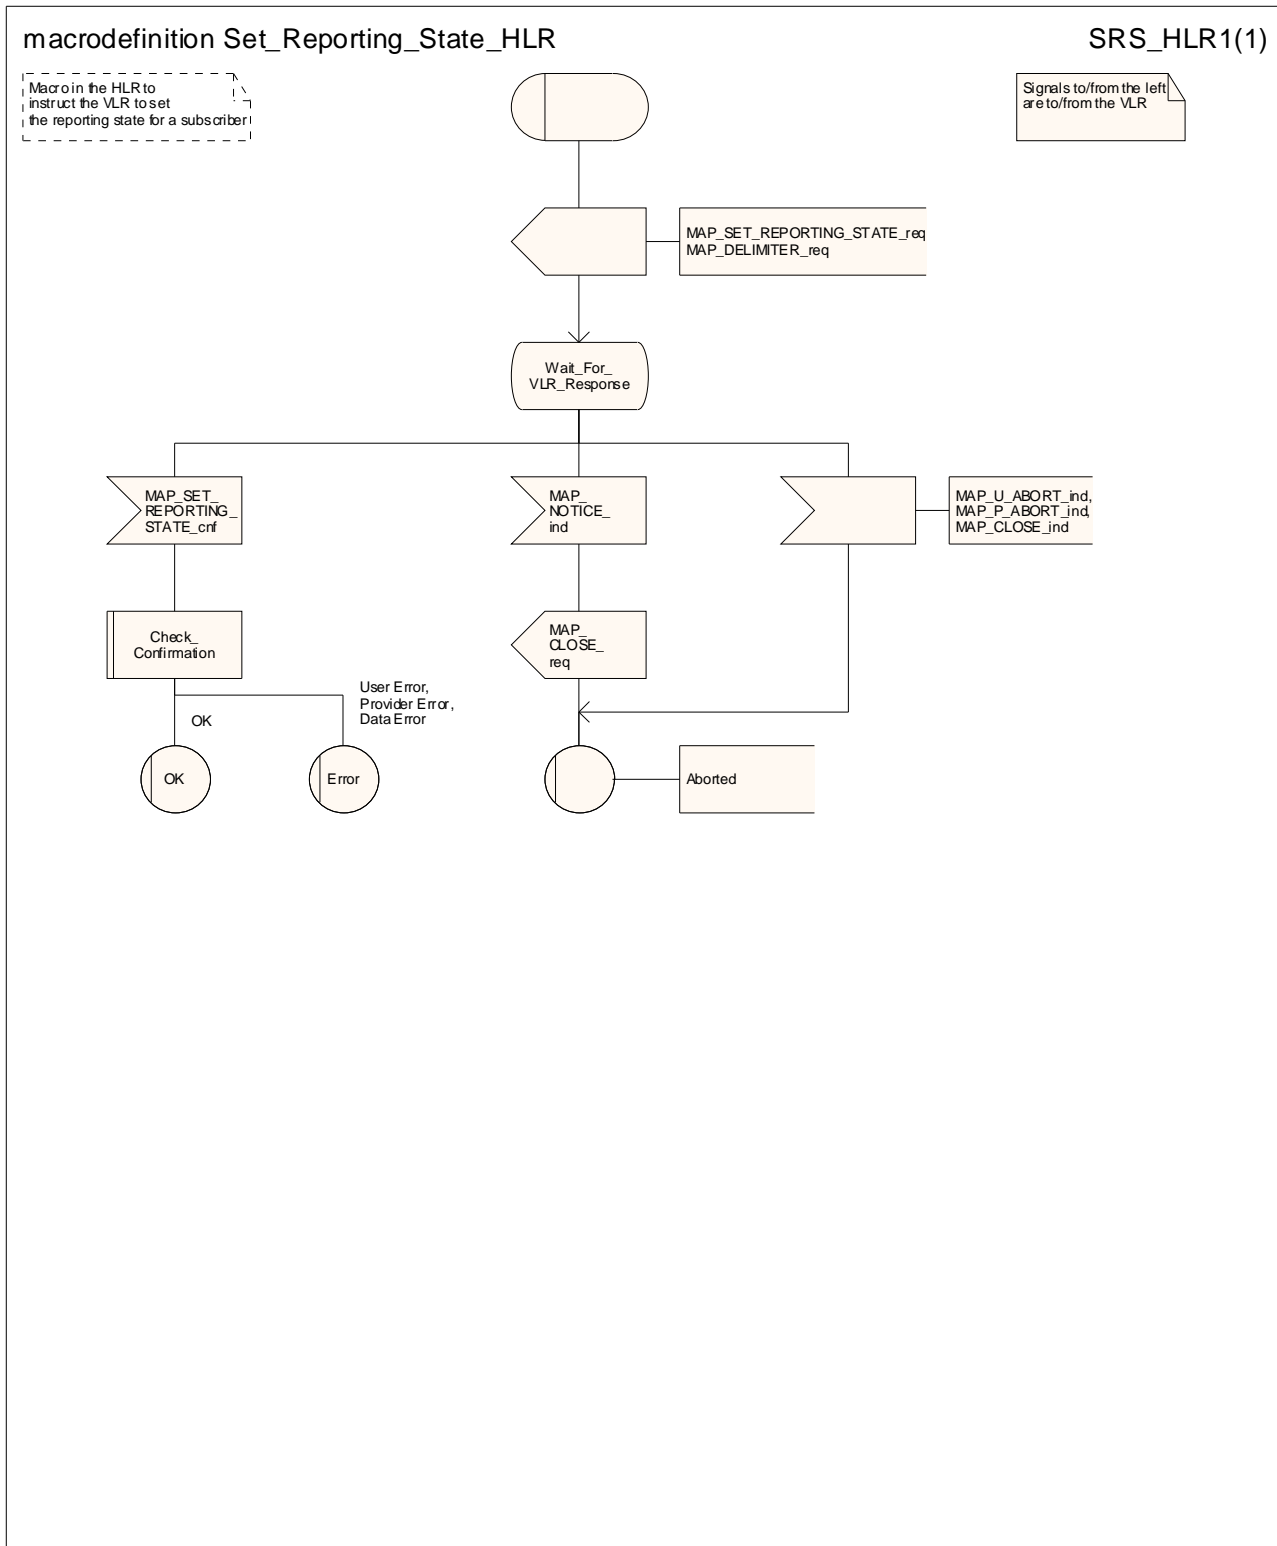 macrodefinition Set_Reporting_State_HLR
SRS_HLR1(1)
Macro in the HLR to
instruct the VLR to set
the reporting state for a subscriber
Signals to/from the left
are to/from the VLR
MAP_SET_REPORTING_STATE_req
MAP_DELIMITER_req
Wait_For_
VLR_Response
MAP_SET_
REPORTING_
STATE_cnf
MAP_
NOTICE_
ind
MAP_U_ABORT_ind,
MAP_P_ABORT_ind,
MAP_CLOSE_ind
Check_
Confirmation
MAP_
CLOSE_
req
User Error,
Provider Error,
Data Error
OK
OK
Error
Aborted